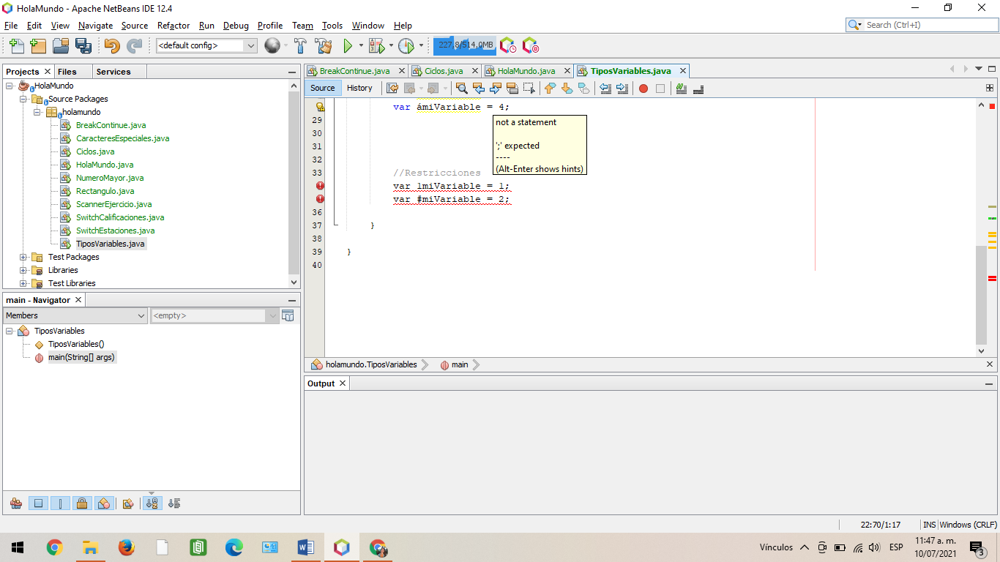 HolaMundo - Apache NetBeans IDE 12.4
File Edit View Navigate Source Refactor Run Debug Profile Team Tools Window Help
Search (Ctrl+I)
<default config>
227,8/514,0MB
Projects Files Services
HolaMundo
Source Packages
holamundo
BreakContinue.java
CaracteresEspeciales.java
Ciclos.java
HolaMundo.java
NumeroMayor.java
Rectangulo.java
ScannerEjercicio.java
SwitchCalificaciones.java
SwitchEstaciones.java
TiposVariables.java
Test Packages
Libraries
Test Libraries
main - Navigator
Members
<empty>
TiposVariables
TiposVariables()
main(String[] args)
BreakContinue.java Ciclos.java HolaMundo.java TiposVariables.java
Source History
var ámiVariable = 4;
29
30
31
32
33 //Restricciones
var 1miVariable = 1;
var #miVariable = 2;
36
37 }
38
39 }
40
not a statement
';' expected
----
(Alt-Enter shows hints)
holamundo.TiposVariables main
Output
22:70/1:17 INS Windows (CRLF)
Vínculos ESP
11:47 a. m.
10/07/2021
3